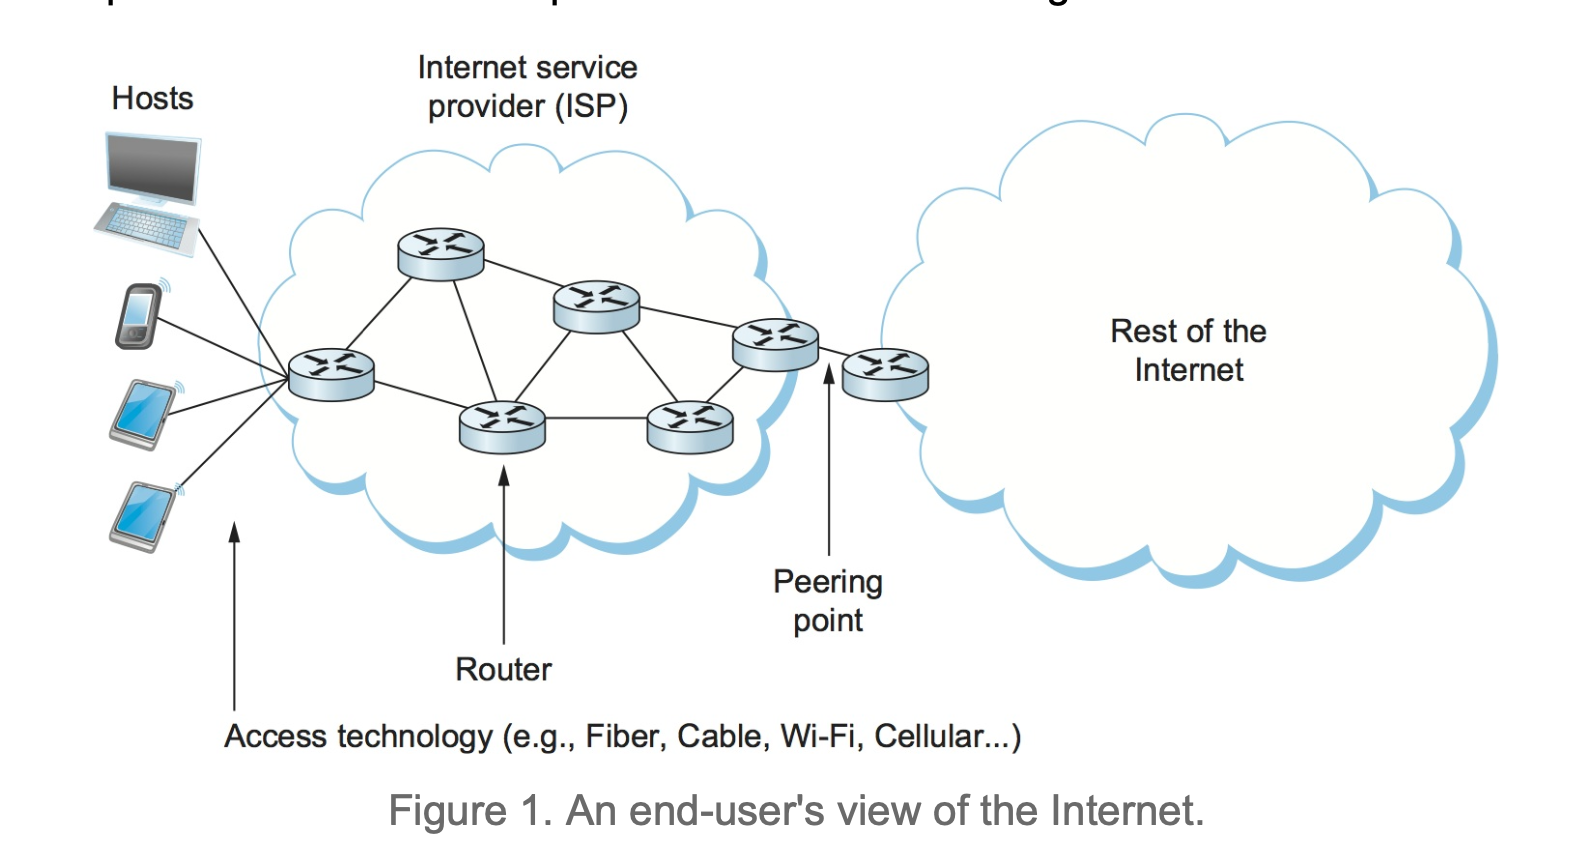 Internet service
provider (ISP)
Hosts
Rest of the
Internet
Peering
point
Router
Access technology (e.g., Fiber, Cable, Wi-Fi, Cellular...)
Figure 1. An end-user's view of the Internet.